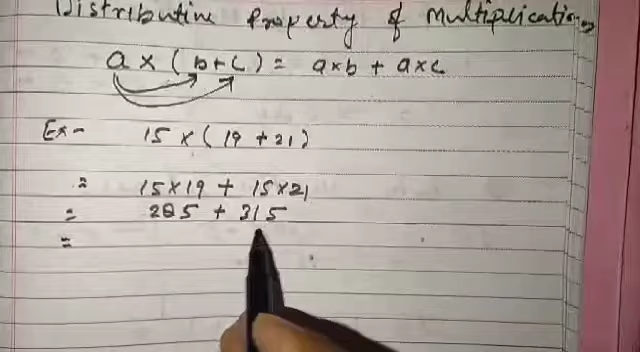 Distributive Property of Multiplication
a × (b+c) = a×b + a×c
Ex- 15 × (19 + 21)
= 15×19 + 15×21
= 285 + 315
=